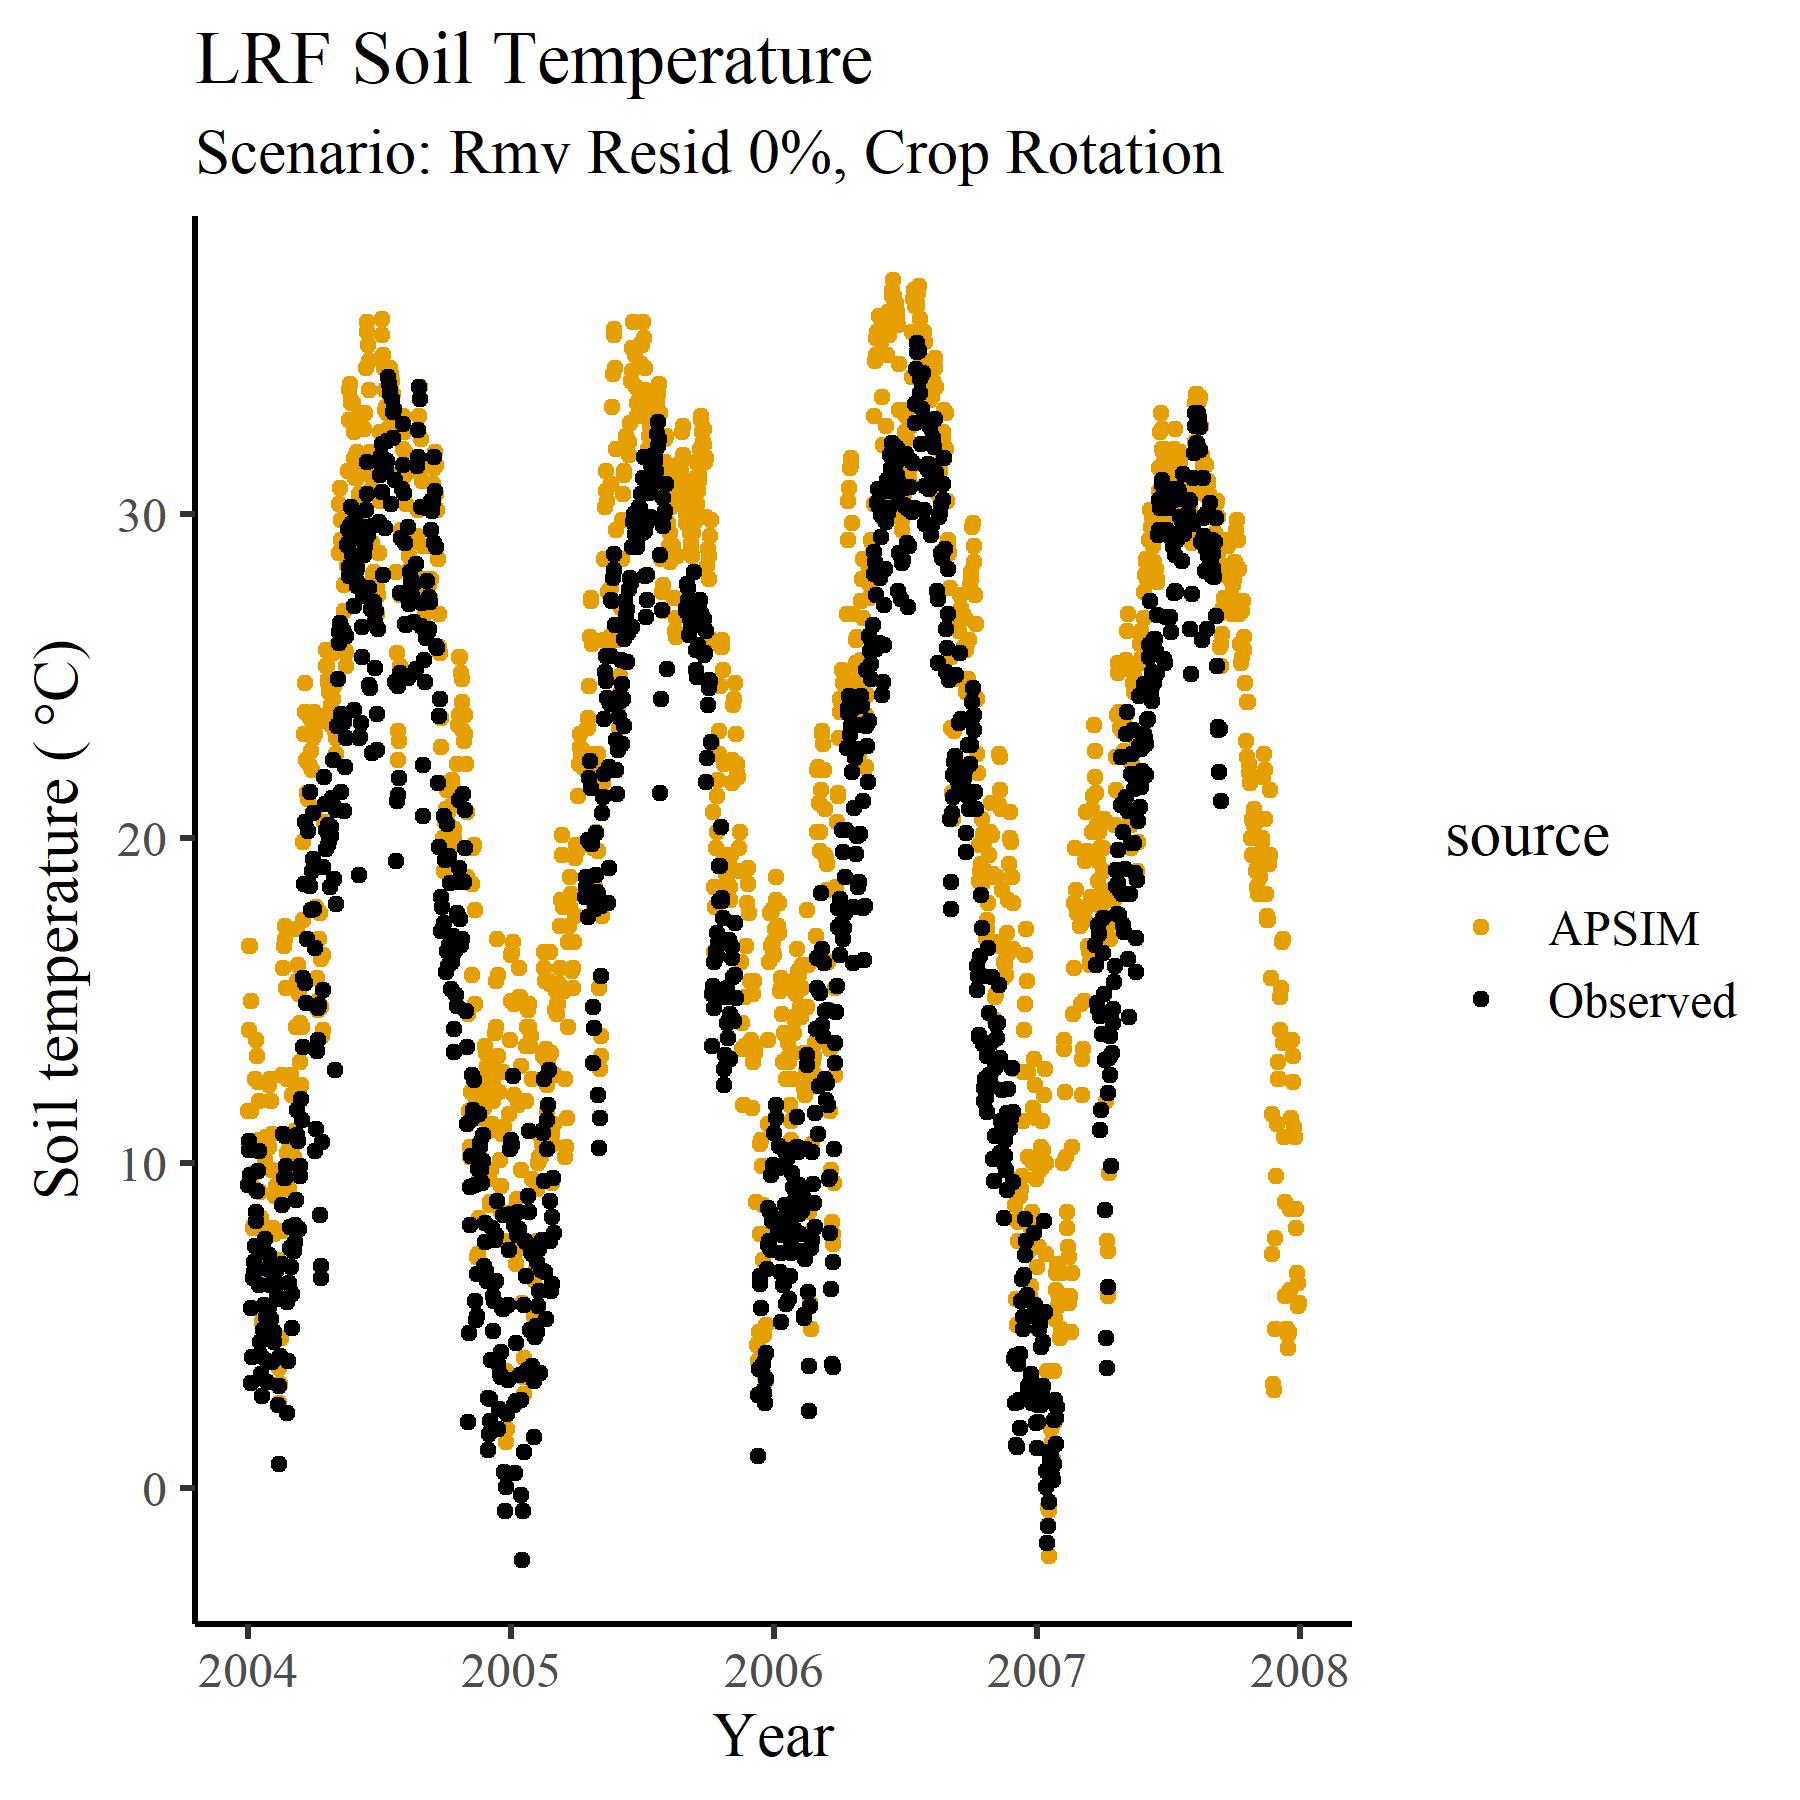 LRF Soil Temperature
Scenario: Rmv Resid 0%, Crop Rotation
Soil temperature ( °C)
30
20
10
0
2004 2005 2006 2007 2008
Year
source
APSIM
Observed